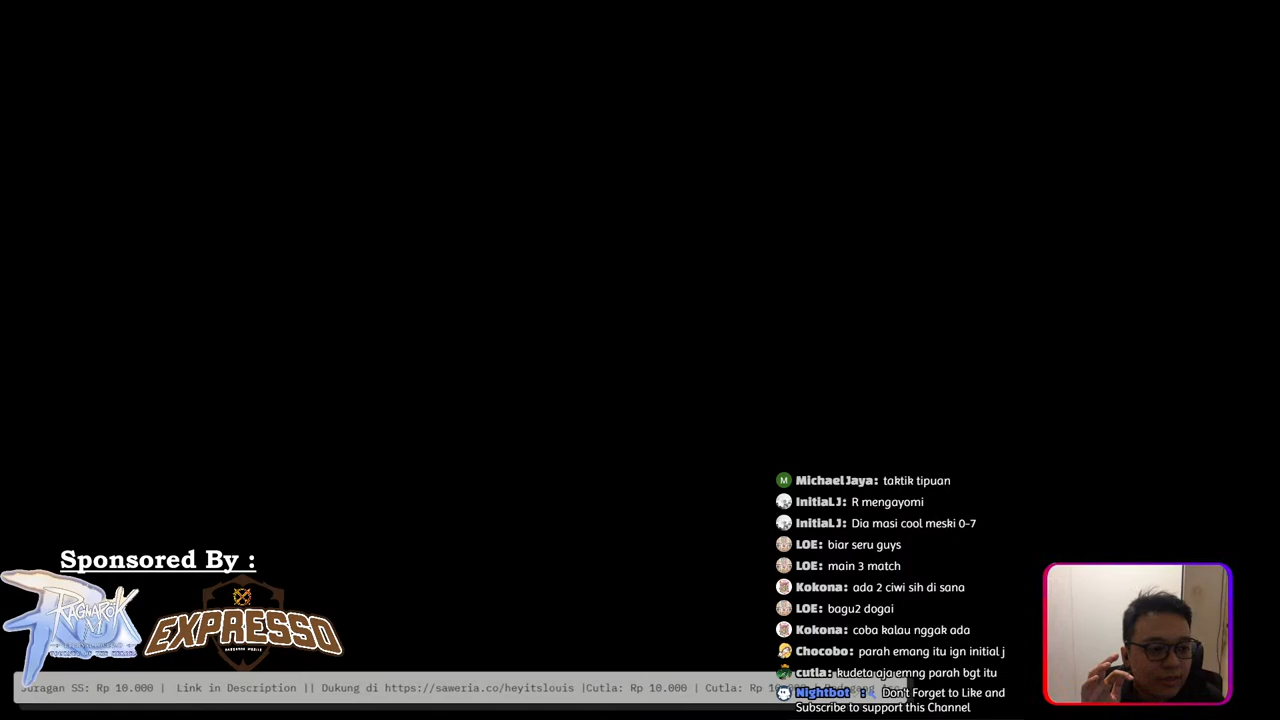 Michael Jaya: taktik tipuan
InitiaLJ: R mengayomi
InitiaLJ: Dia masi cool meski 0-7
LOE: biar seru guys
LOE: main 3 match
Kokona: ada 2 ciwi sih di sana
LOE: bagu2 dogai
Kokona: coba kalau nggak ada
Chocobo: parah emang itu ign initial j
cutla: kudeta aja emng parah bgt itu
Nightbot: Don't Forget to Like and
Subscribe to support this Channel
Sponsored By :
RAGNARÖK
M
EXPRESSO
Juragan SS: Rp 10.000 | Link in Description || Dukung di https://saweria.co/heyitslouis |Cutla: Rp 10.000 | Cutla: Rp